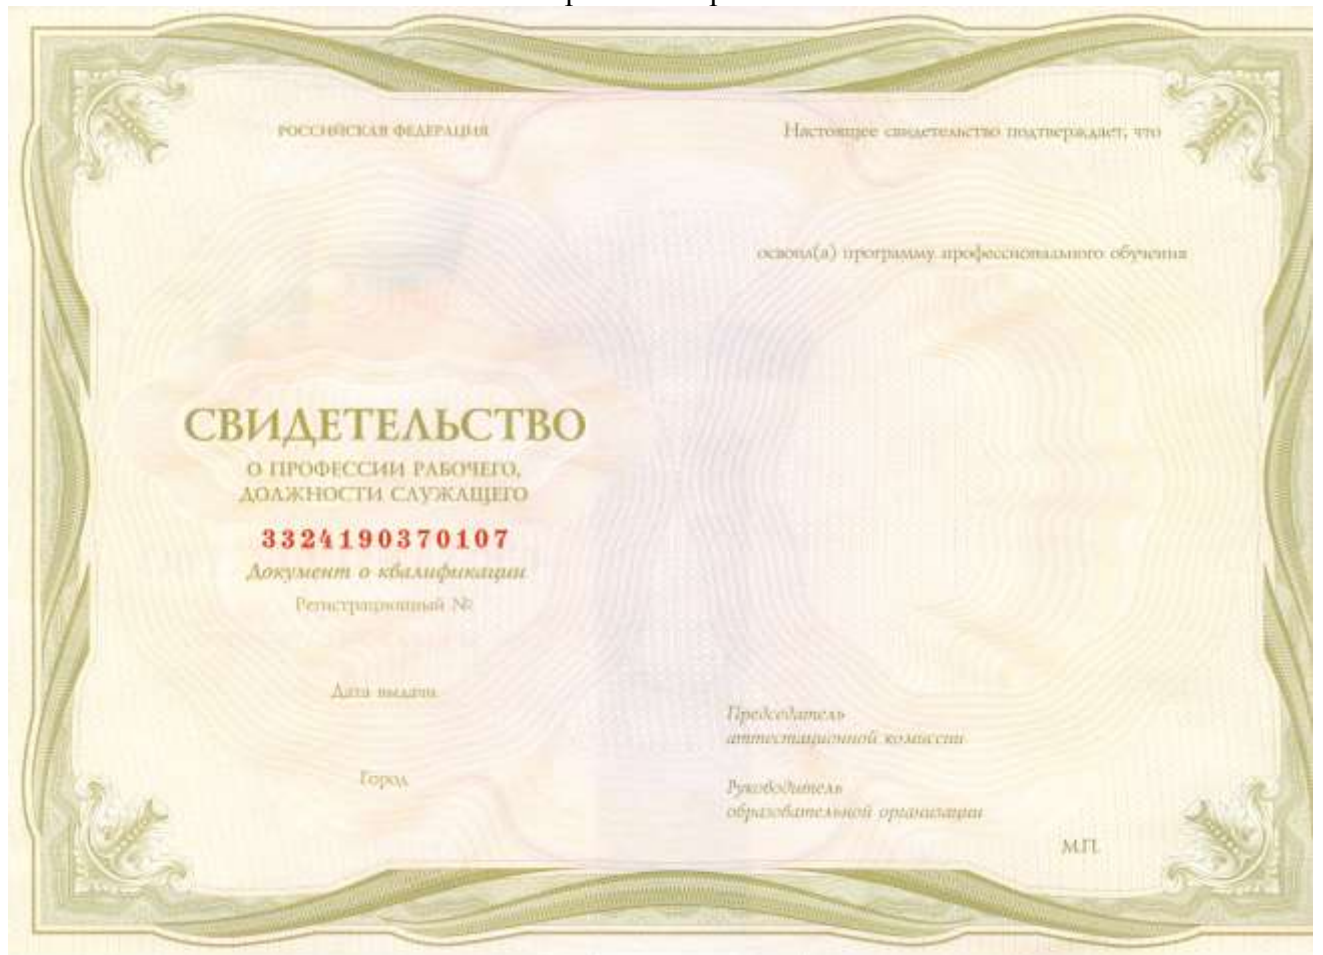 РОССИЙСКАЯ ФЕДЕРАЦИЯ
СВИДЕТЕЛЬСТВО
О ПРОФЕССИИ РАБОЧЕГО,
ДОЛЖНОСТИ СЛУЖАЩЕГО
3324190370107
Документ о квалификации
Регистрационный №
Дата выдачи
Город
Настоящее свидетельство подтверждает, что
освоил(а) программу профессионального обучения
Председатель
аттестационной комиссии
Руководитель
образовательной организации
М.П.